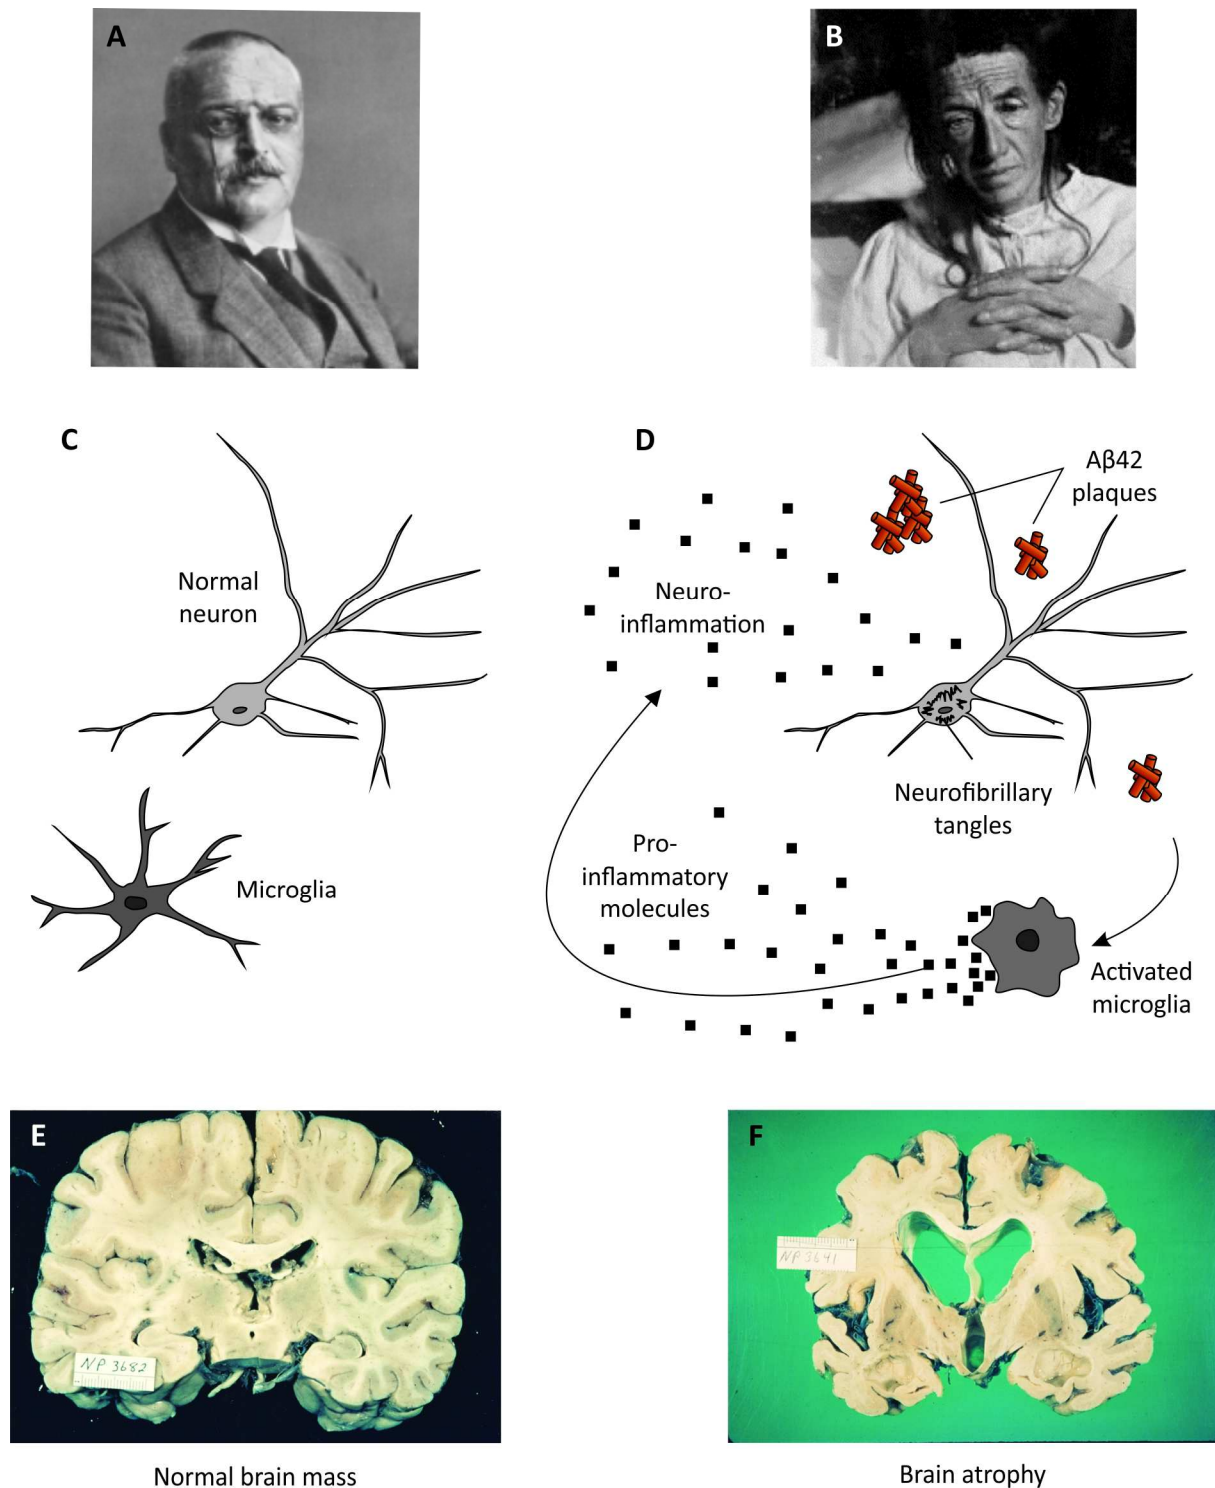 A
B
C
D
Aβ42
plaques
Normal
neuron
Neuro-
inflammation
Neurofibrillary
tangles
Pro-
inflammatory
molecules
Microglia
Activated
microglia
E
F
NP 3682
NP 3641
Normal brain mass
Brain atrophy